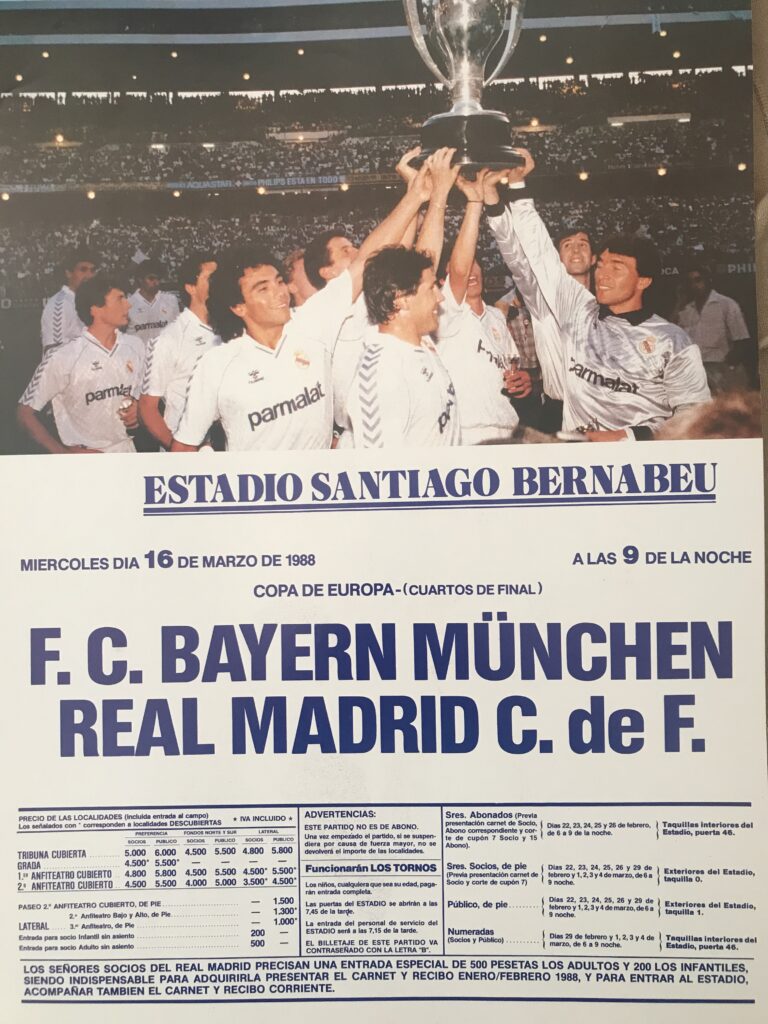 AQUASTAR PHILIPS ESTA EN TODO
parmalat
parmalat
parmalat
parmalat
ESTADIO SANTIAGO BERNABEU
MIERCOLES DIA 16 DE MARZO DE 1988 A LAS 9 DE LA NOCHE
COPA DE EUROPA-(CUARTOS DE FINAL)
F. C. BAYERN MÜNCHEN
REAL MADRID C. de F.
PRECIO DE LAS LOCALIDADES (Incluida entrada al campo)
Los señalados con * corresponden a localidades DESCUBIERTAS * IVA INCLUIDO *
PREFERENCIA FONDOS NORTE Y SUR LATERAL
SOCIOS PUBLICO SOCIOS PUBLICO SOCIOS PUBLICO
TRIBUNA CUBIERTA 5.000 6.000 4.500 5.500 4.800 5.800
GRADA 4.500* 5.500* — — — —
1.er ANFITEATRO CUBIERTO 4.800 5.800 4.500 5.500 4.500* 5.500*
2.º ANFITEATRO CUBIERTO 4.500 5.500 4.000 5.000 3.500* 4.500*
PASEO 2.º ANFITEATRO CUBIERTO, DE PIE — 1.500
2.º Anfiteatro Bajo y Alto, de Pie — 1.300*
LATERAL 3.er Anfiteatro, de Pie — 1.000*
Entrada para socio Infantil sin asiento 200 —
Entrada para socio Adulto sin asiento 500 —
ADVERTENCIAS:
ESTE PARTIDO NO ES DE ABONO.
Una vez empezado el partido, si se suspendiera por causa de fuerza mayor, no se devolverá el importe de las localidades.
Funcionarán LOS TORNOS
Los niños, cualquiera que sea su edad, pagarán entrada completa.
Las puertas del Estadio se abrirán a las 7,45 de la tarde.
La entrada del personal de servicio del Estadio será a las 7,15 de la tarde.
EL BILLETAJE DE ESTE PARTIDO VA CONTRASEÑADO CON LA LETRA "B".
Sres. Abonados (Previa presentación carnet de Socio, Abono correspondiente y corte de cupón 7 Socio y 15 Abono). Días 22, 23, 24, 25 y 26 de febrero, de 6 a 9 de la noche. Taquillas interiores del Estadio, puerta 46.
Sres. Socios, de pie (Previa presentación carnet de Socio y corte de cupón 7) Días 22, 23, 24, 25, 26 y 29 de febrero y 1, 2, 3 y 4 de marzo, de 6 a 9 noche. Exteriores del Estadio, taquilla 0.
Público, de pie Días 22, 23, 24, 25, 26 y 29 de febrero y 1, 2, 3 y 4 de marzo, de 6 a 9 noche. Exteriores del Estadio, taquilla 1.
Numeradas (Socios y Público) Días 29 de febrero y 1, 2, 3 y 4 de marzo, de 6 a 9 noche. Taquillas interiores del Estadio, puerta 46.
LOS SEÑORES SOCIOS DEL REAL MADRID PRECISAN UNA ENTRADA ESPECIAL DE 500 PESETAS LOS ADULTOS Y 200 LOS INFANTILES,
SIENDO INDISPENSABLE PARA ADQUIRIRLA PRESENTAR EL CARNET Y RECIBO ENERO/FEBRERO 1988, Y PARA ENTRAR AL ESTADIO,
ACOMPAÑAR TAMBIEN EL CARNET Y RECIBO CORRIENTE.